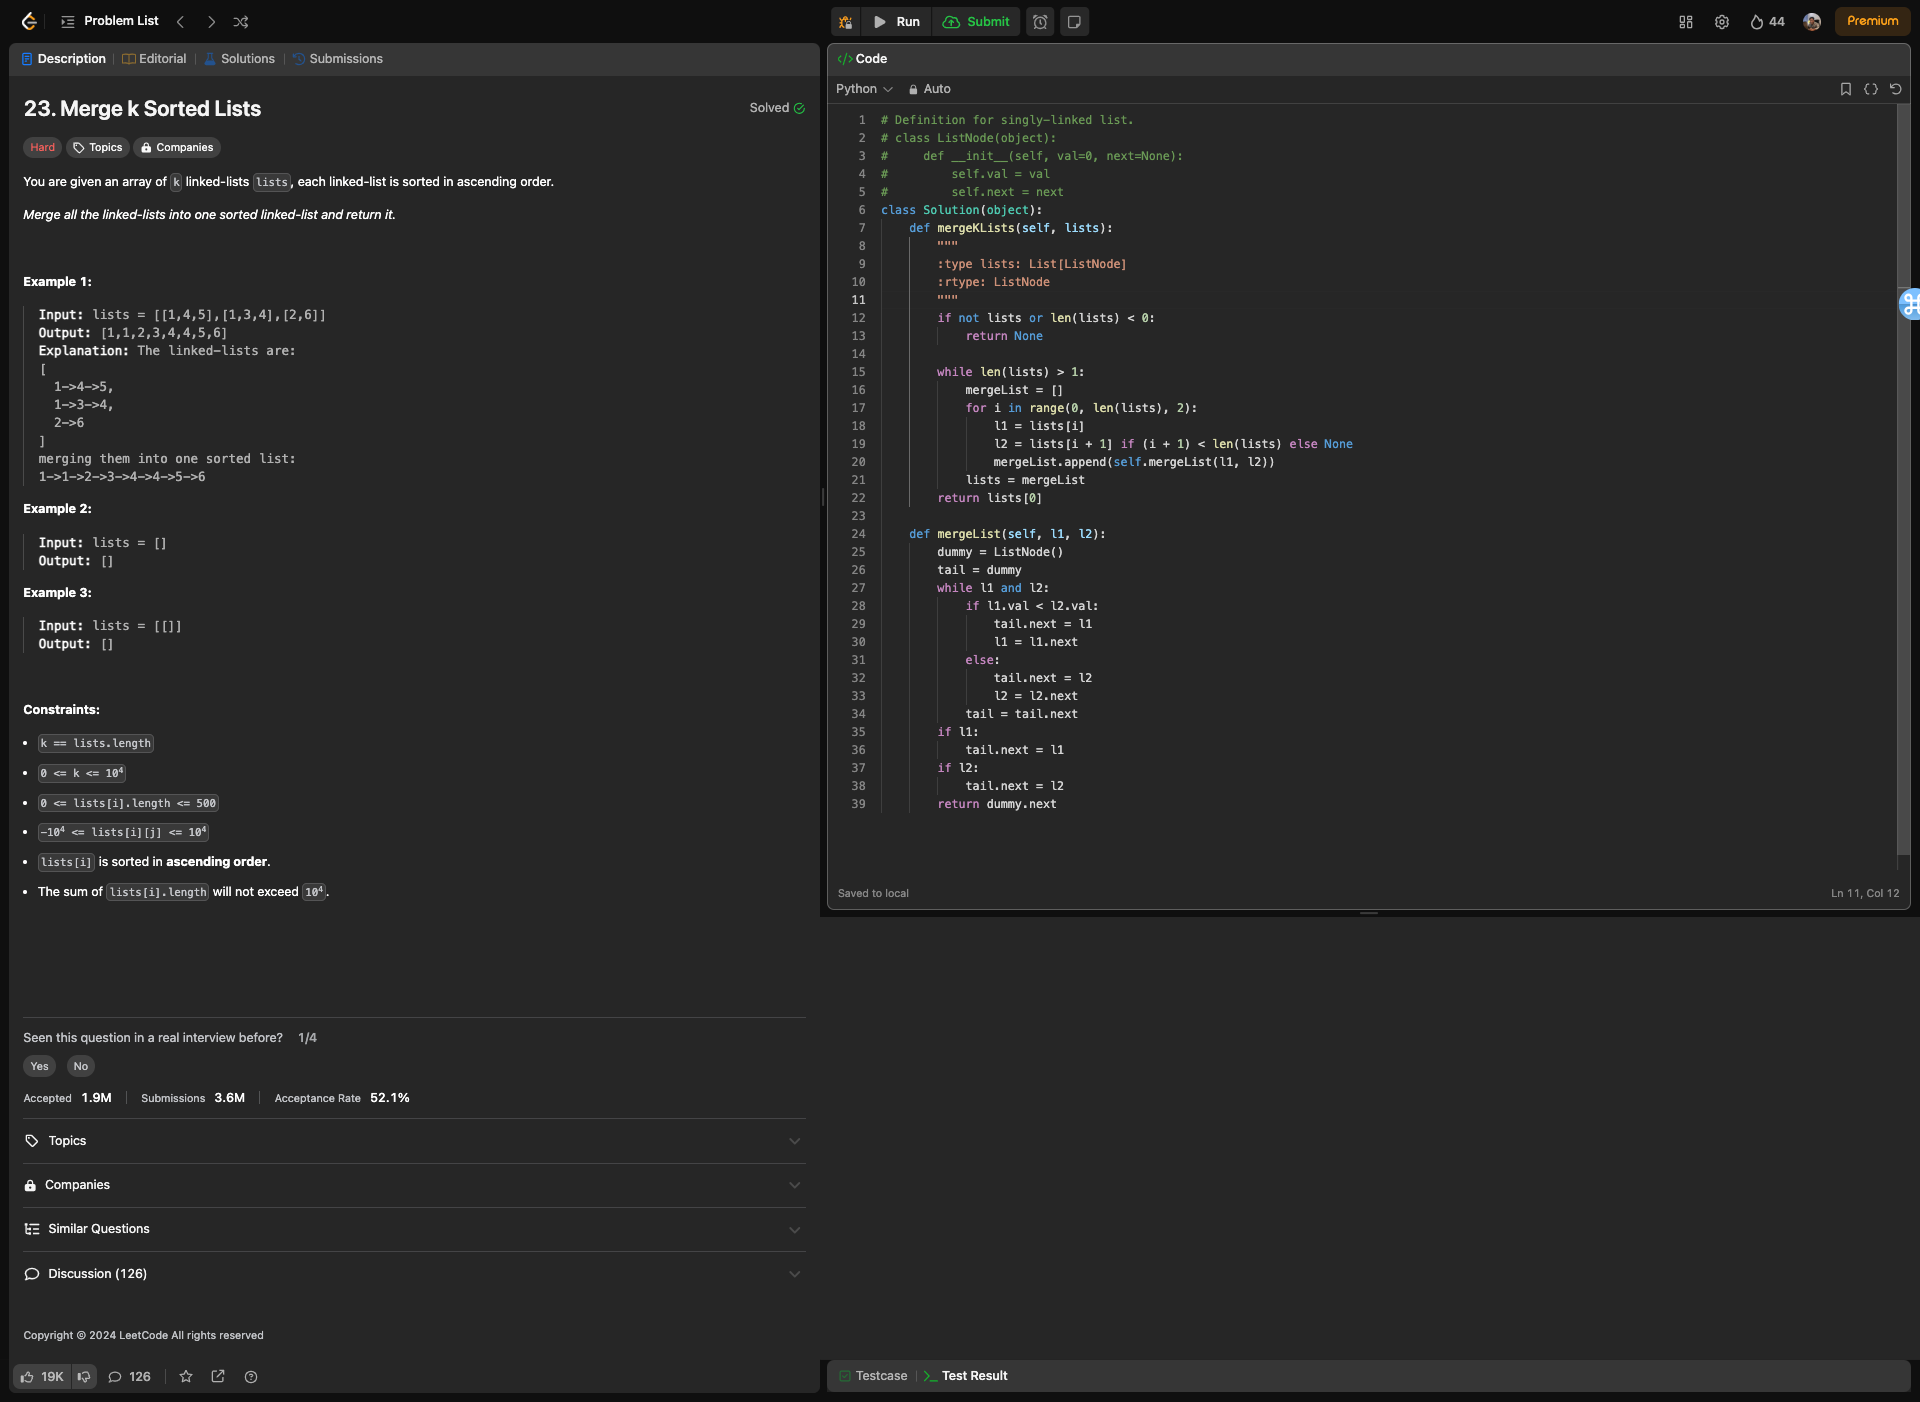 Problem List
Run
Submit
44
Premium
Description
Editorial
Solutions
Submissions
23. Merge k Sorted Lists
Solved
Hard
Topics
Companies
You are given an array of k linked-lists lists, each linked-list is sorted in ascending order.
Merge all the linked-lists into one sorted linked-list and return it.
Example 1:
Input: lists = [[1,4,5],[1,3,4],[2,6]]
Output: [1,1,2,3,4,4,5,6]
Explanation: The linked-lists are:
[
  1->4->5,
  1->3->4,
  2->6
]
merging them into one sorted list:
1->1->2->3->4->4->5->6
Example 2:
Input: lists = []
Output: []
Example 3:
Input: lists = [[]]
Output: []
Constraints:
• k == lists.length
• 0 <= k <= 10⁴
• 0 <= lists[i].length <= 500
• -10⁴ <= lists[i][j] <= 10⁴
• lists[i] is sorted in ascending order.
• The sum of lists[i].length will not exceed 10⁴.
Seen this question in a real interview before? 1/4
Yes
No
Accepted 1.9M
Submissions 3.6M
Acceptance Rate 52.1%
Topics
Companies
Similar Questions
Discussion (126)
Copyright © 2024 LeetCode All rights reserved
19K
126
</> Code
Python
Auto
1 # Definition for singly-linked list.
2 # class ListNode(object):
3 #     def __init__(self, val=0, next=None):
4 #         self.val = val
5 #         self.next = next
6 class Solution(object):
7     def mergeKLists(self, lists):
8         """
9         :type lists: List[ListNode]
10         :rtype: ListNode
11         """
12         if not lists or len(lists) < 0:
13             return None
14
15         while len(lists) > 1:
16             mergeList = []
17             for i in range(0, len(lists), 2):
18                 l1 = lists[i]
19                 l2 = lists[i + 1] if (i + 1) < len(lists) else None
20                 mergeList.append(self.mergeList(l1, l2))
21             lists = mergeList
22         return lists[0]
23
24     def mergeList(self, l1, l2):
25         dummy = ListNode()
26         tail = dummy
27         while l1 and l2:
28             if l1.val < l2.val:
29                 tail.next = l1
30                 l1 = l1.next
31             else:
32                 tail.next = l2
33                 l2 = l2.next
34             tail = tail.next
35         if l1:
36             tail.next = l1
37         if l2:
38             tail.next = l2
39         return dummy.next
Saved to local
Ln 11, Col 12
Testcase
Test Result